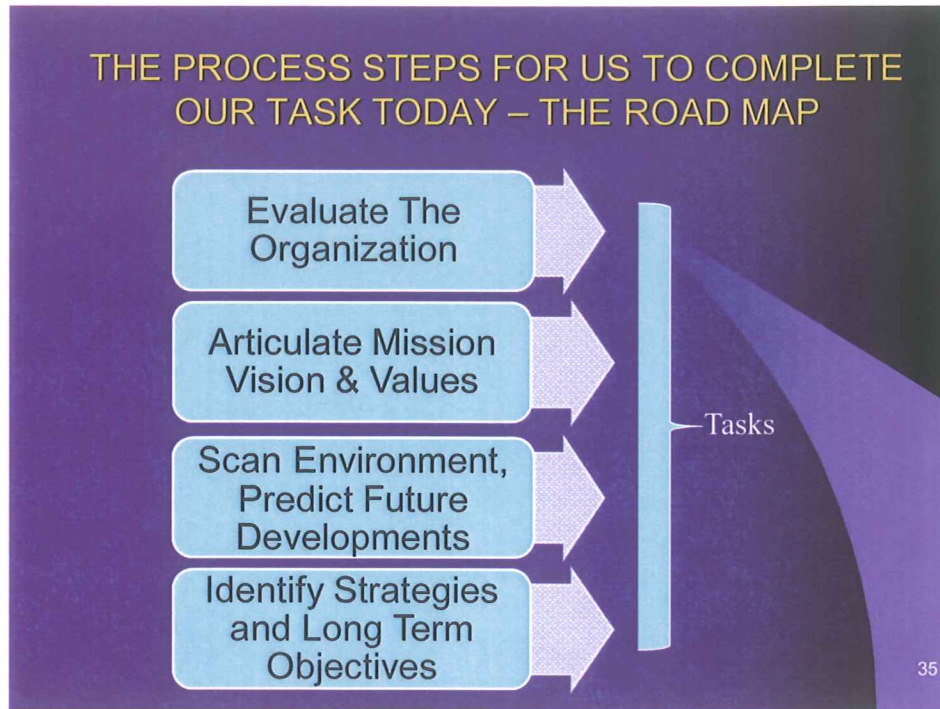 THE PROCESS STEPS FOR US TO COMPLETE
OUR TASK TODAY – THE ROAD MAP
Evaluate The
Organization
Articulate Mission
Vision & Values
Scan Environment,
Predict Future
Developments
Identify Strategies
and Long Term
Objectives
Tasks
35